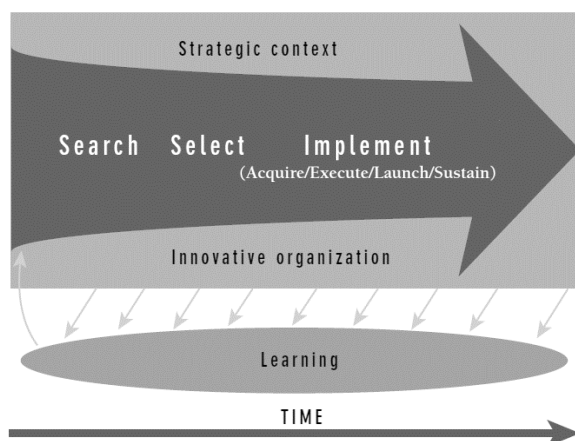 Strategic context
Search Select Implement
(Acquire/Execute/Launch/Sustain)
Innovative organization
Learning
TIME